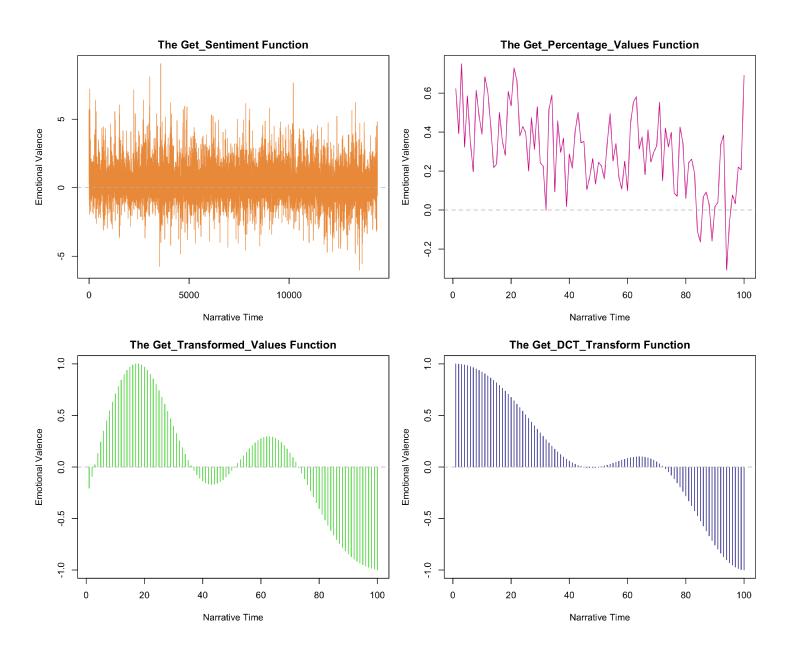 The Get_Sentiment Function
Emotional Valence
5
0
-5
0 5000 10000
Narrative Time
The Get_Percentage_Values Function
Emotional Valence
0.6
0.4
0.2
0.0
-0.2
0 20 40 60 80 100
Narrative Time
The Get_Transformed_Values Function
Emotional Valence
1.0
0.5
0.0
-0.5
-1.0
0 20 40 60 80 100
Narrative Time
The Get_DCT_Transform Function
Emotional Valence
1.0
0.5
0.0
-0.5
-1.0
0 20 40 60 80 100
Narrative Time